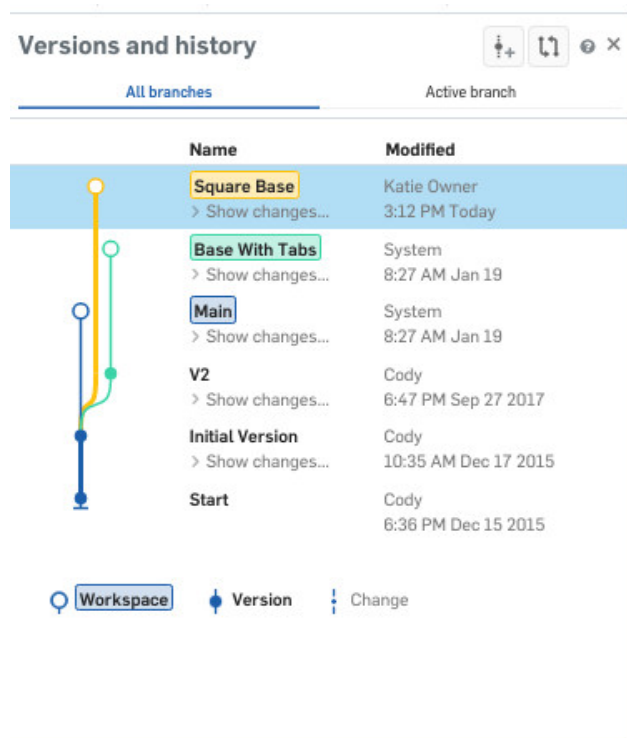 Versions and history
All branches Active branch
Name Modified
Square Base Katie Owner
> Show changes... 3:12 PM Today
Base With Tabs System
> Show changes... 8:27 AM Jan 19
Main System
> Show changes... 8:27 AM Jan 19
V2 Cody
> Show changes... 6:47 PM Sep 27 2017
Initial Version Cody
> Show changes... 10:35 AM Dec 17 2015
Start Cody
6:36 PM Dec 15 2015
Workspace Version Change